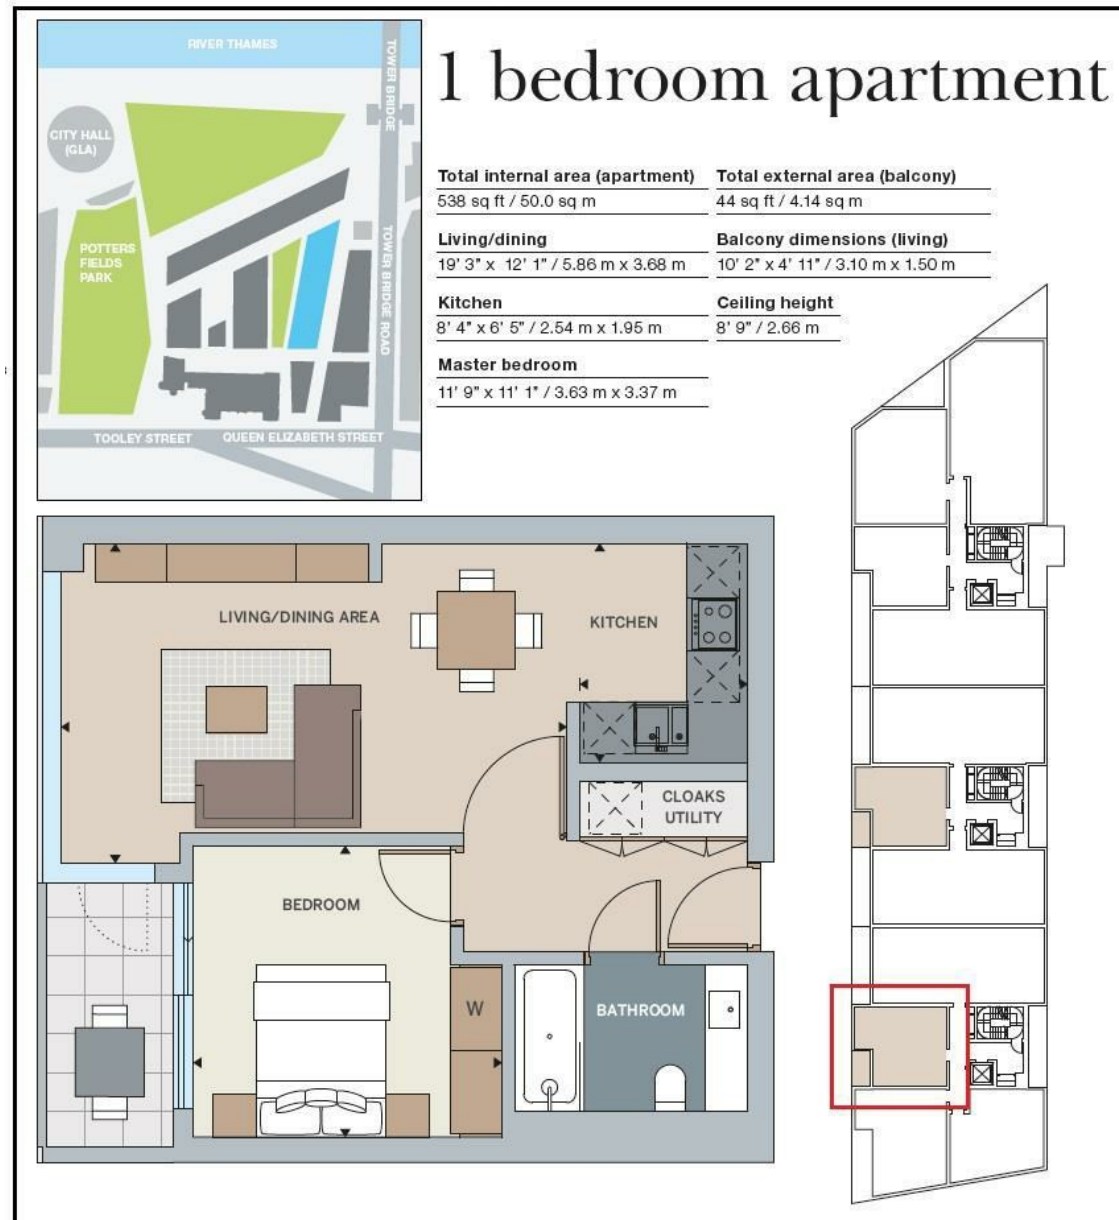 RIVER THAMES
TOWER BRIDGE
CITY HALL
(GLA)
POTTERS
FIELDS
PARK
TOWER BRIDGE ROAD
TOOLEY STREET
QUEEN ELIZABETH STREET
1 bedroom apartment
Total internal area (apartment)
538 sq ft / 50.0 sq m
Total external area (balcony)
44 sq ft / 4.14 sq m
Living/dining
19' 3" x 12' 1" / 5.86 m x 3.68 m
Balcony dimensions (living)
10' 2" x 4' 11" / 3.10 m x 1.50 m
Kitchen
8' 4" x 6' 5" / 2.54 m x 1.95 m
Ceiling height
8' 9" / 2.66 m
Master bedroom
11' 9" x 11' 1" / 3.63 m x 3.37 m
LIVING/DINING AREA
KITCHEN
CLOAKS
UTILITY
BEDROOM
W
BATHROOM